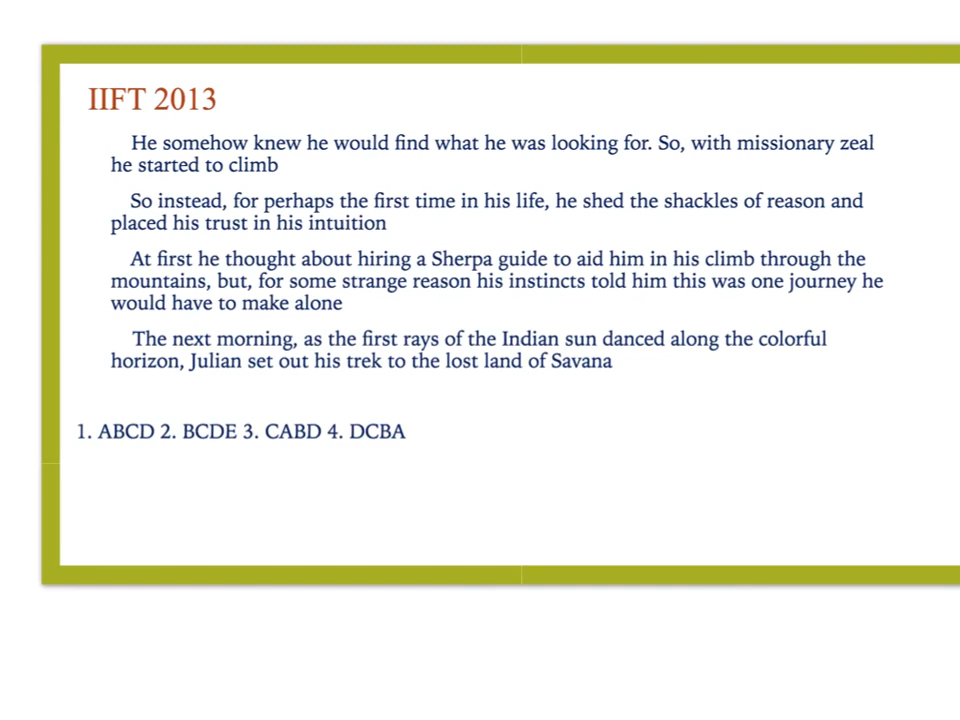 IIFT 2013
He somehow knew he would find what he was looking for. So, with missionary zeal
he started to climb
So instead, for perhaps the first time in his life, he shed the shackles of reason and
placed his trust in his intuition
At first he thought about hiring a Sherpa guide to aid him in his climb through the
mountains, but, for some strange reason his instincts told him this was one journey he
would have to make alone
The next morning, as the first rays of the Indian sun danced along the colorful
horizon, Julian set out his trek to the lost land of Savana
1. ABCD 2. BCDE 3. CABD 4. DCBA